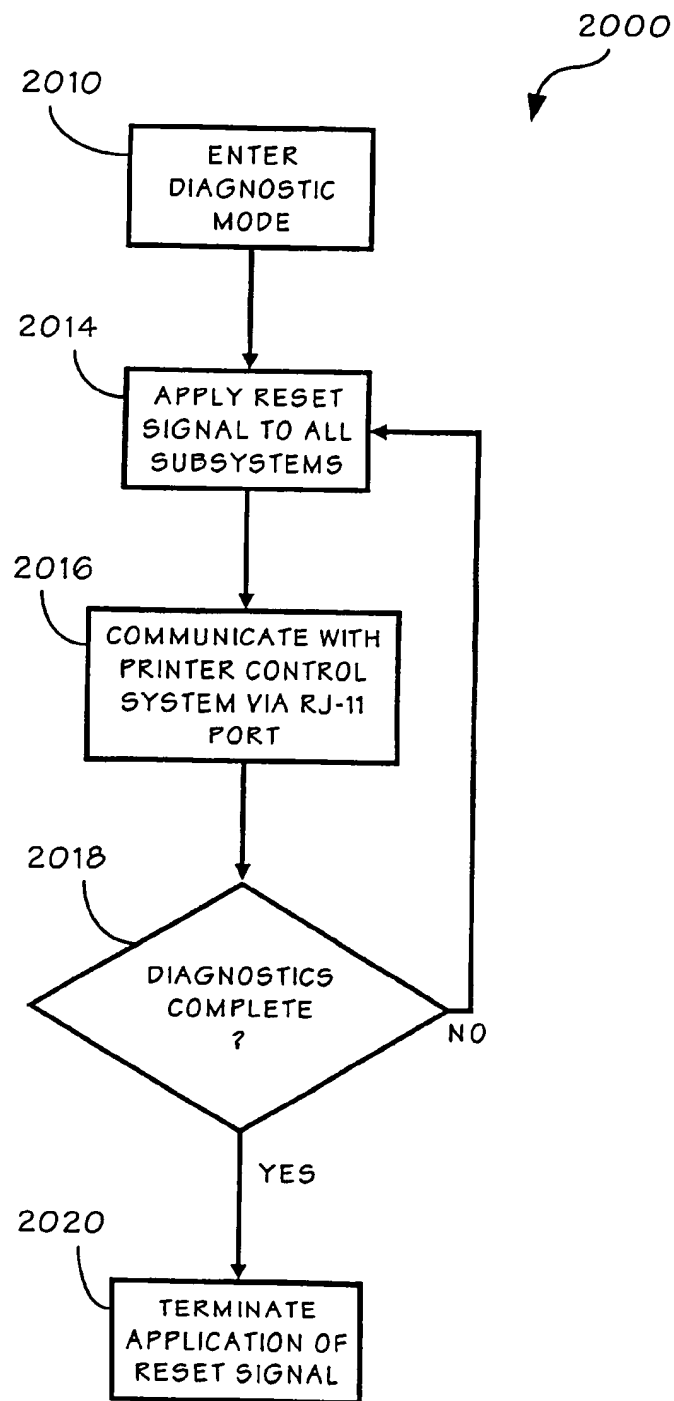 2000
2010
ENTER
DIAGNOSTIC
MODE
2014
APPLY RESET
SIGNAL TO ALL
SUBSYSTEMS
2016
COMMUNICATE WITH
PRINTER CONTROL
SYSTEM VIA RJ-11
PORT
2018
DIAGNOSTICS
COMPLETE
?
NO
YES
2020
TERMINATE
APPLICATION OF
RESET SIGNAL